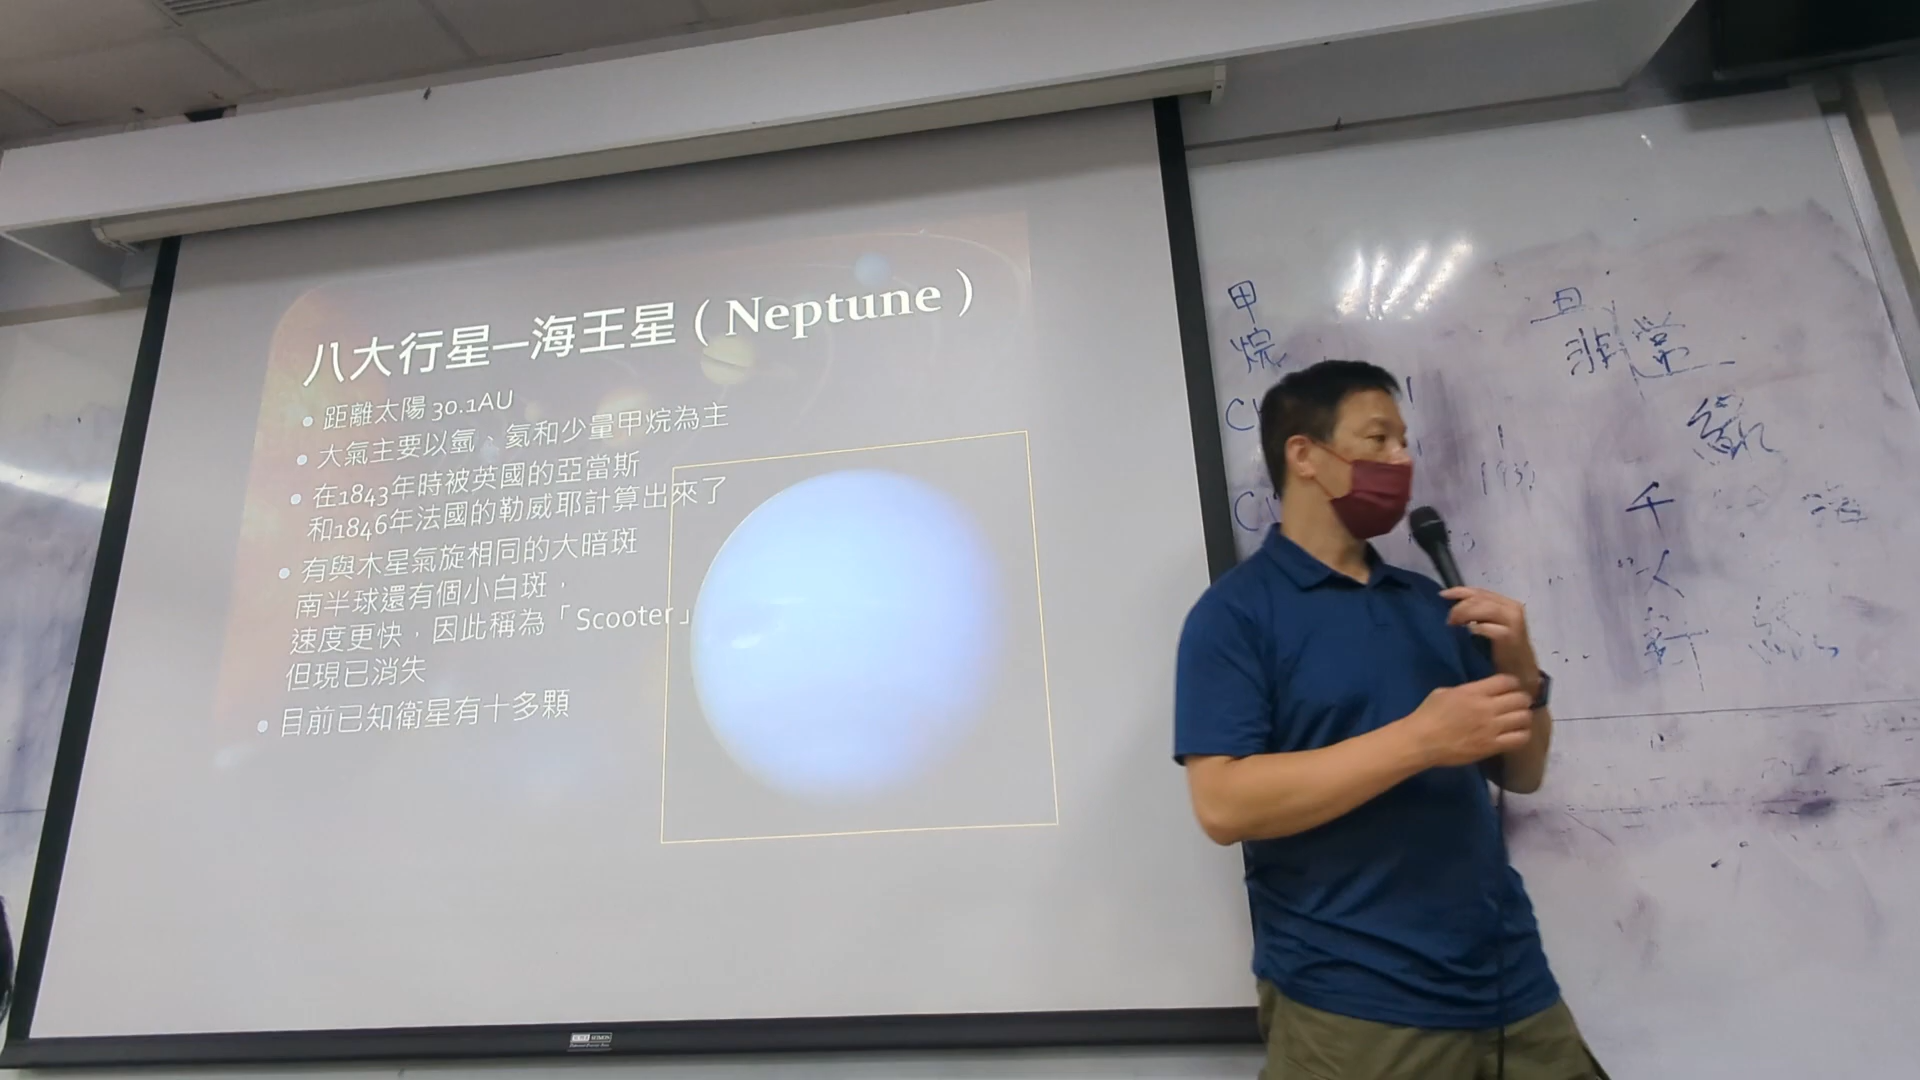 八大行星—海王星（Neptune）
距離太陽30.1AU
大氣主要以氫、氦和少量甲烷為主
在1843年時被英國的亞當斯
和1846年法國的勒威耶計算出來了
有與木星氣旋相同的大暗斑
南半球還有個小白斑，
速度更快，因此稱為「Scooter」
但現已消失
目前已知衛星有十多顆
甲
烷
非常
千